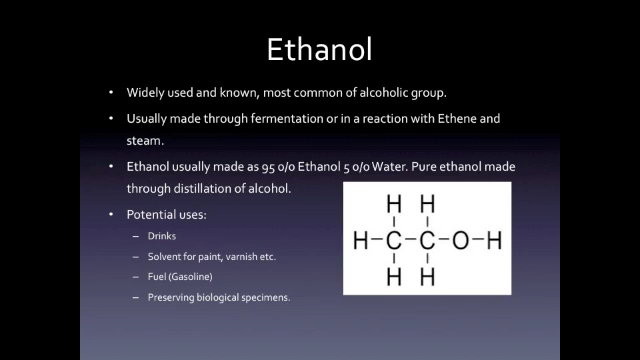 Ethanol
• Widely used and known, most common of alcoholic group.
• Usually made through fermentation or in a reaction with Ethene and
steam.
• Ethanol usually made as 95 o/o Ethanol 5 o/o Water. Pure ethanol made
through distillation of alcohol.
• Potential uses:
– Drinks
– Solvent for paint, varnish etc.
– Fuel (Gasoline)
– Preserving biological specimens.
H H
H–C–C–O–H
H H